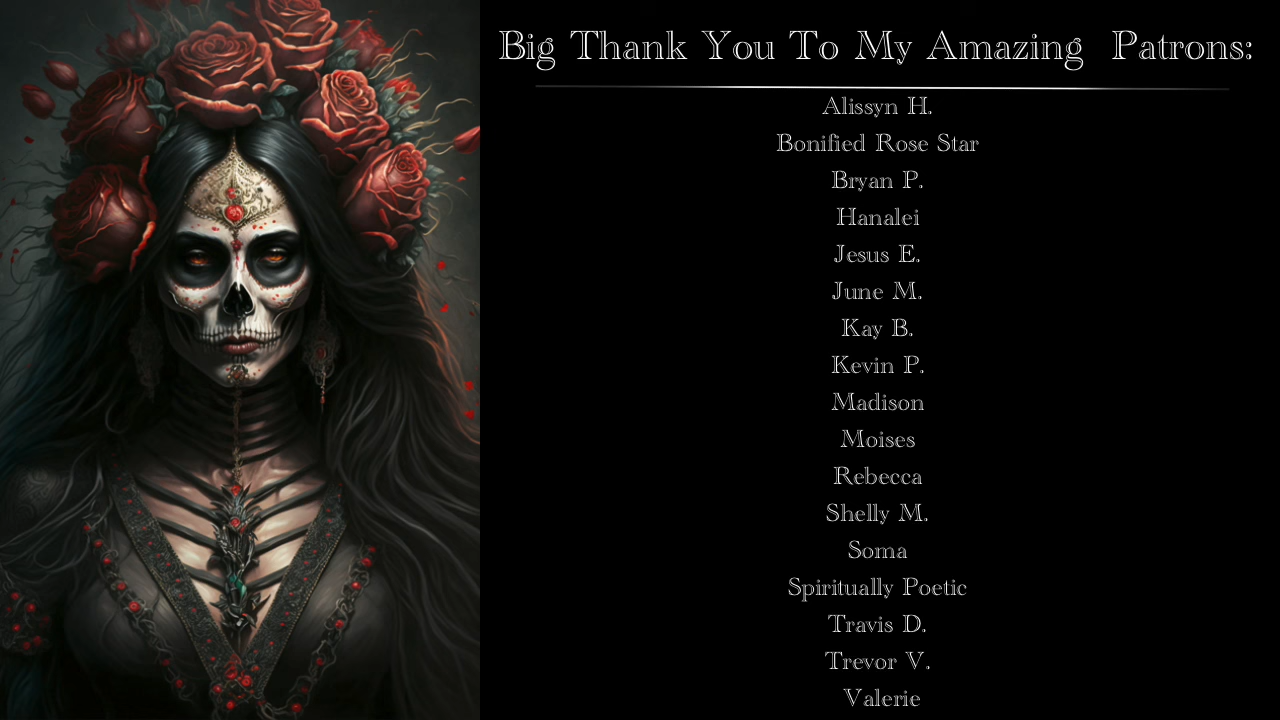 Big Thank You To My Amazing Patrons:
Alissyn H.
Bonified Rose Star
Bryan P.
Hanalei
Jesus E.
June M.
Kay B.
Kevin P.
Madison
Moises
Rebecca
Shelly M.
Soma
Spiritually Poetic
Travis D.
Trevor V.
Valerie